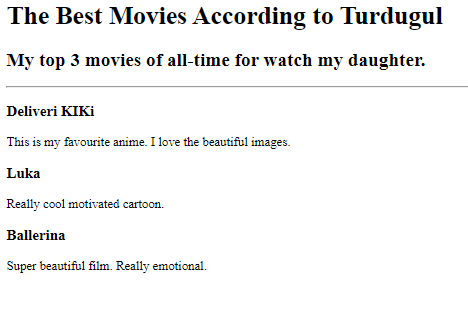 The Best Movies According to Turdugul
My top 3 movies of all-time for watch my daughter.
Deliveri KIKi
This is my favourite anime. I love the beautiful images.
Luka
Really cool motivated cartoon.
Ballerina
Super beautiful film. Really emotional.